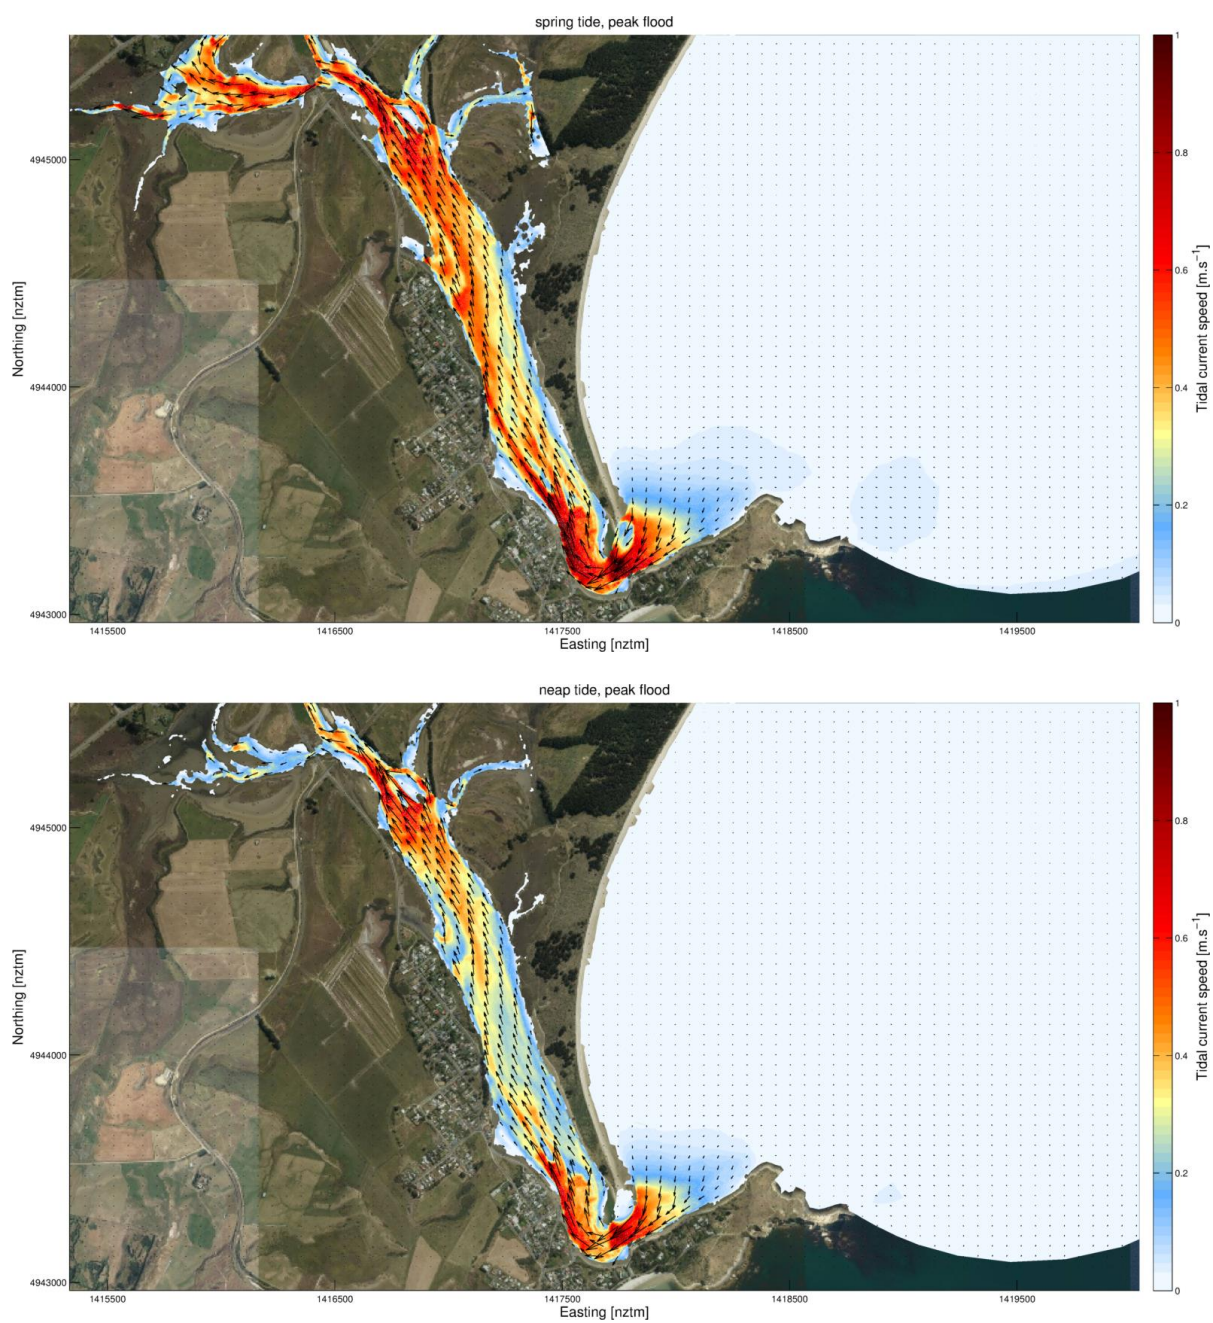 spring tide, peak flood
1
0.8
0.6
0.4
0.2
0
Tidal current speed [m.s⁻¹]
4945000
4944000
4943000
Northing [nztm]
1415500 1416500 1417500 1418500 1419500
Easting [nztm]
neap tide, peak flood
1
0.8
0.6
0.4
0.2
0
Tidal current speed [m.s⁻¹]
4945000
4944000
4943000
Northing [nztm]
1415500 1416500 1417500 1418500 1419500
Easting [nztm]